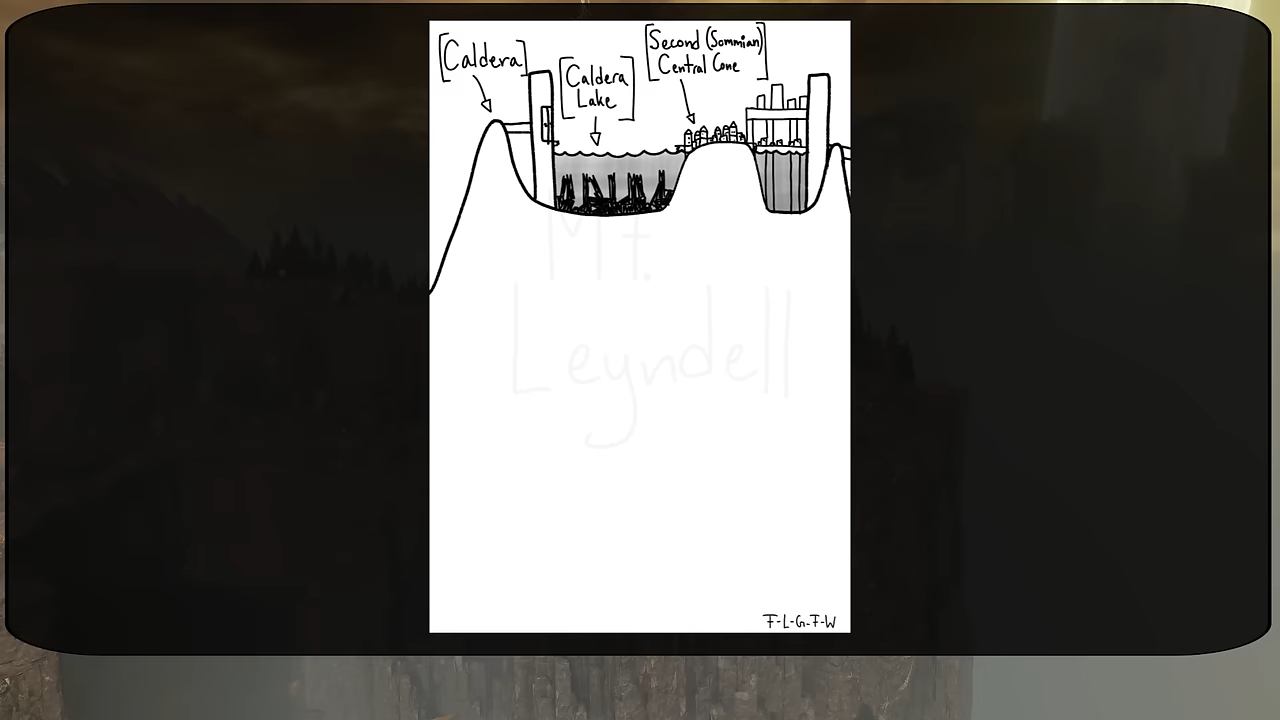 [Caldera]
[Caldera
Lake]
[Second (Sommian)
Central Cone]
Mt.
Leyndell
F-L-G-F-W